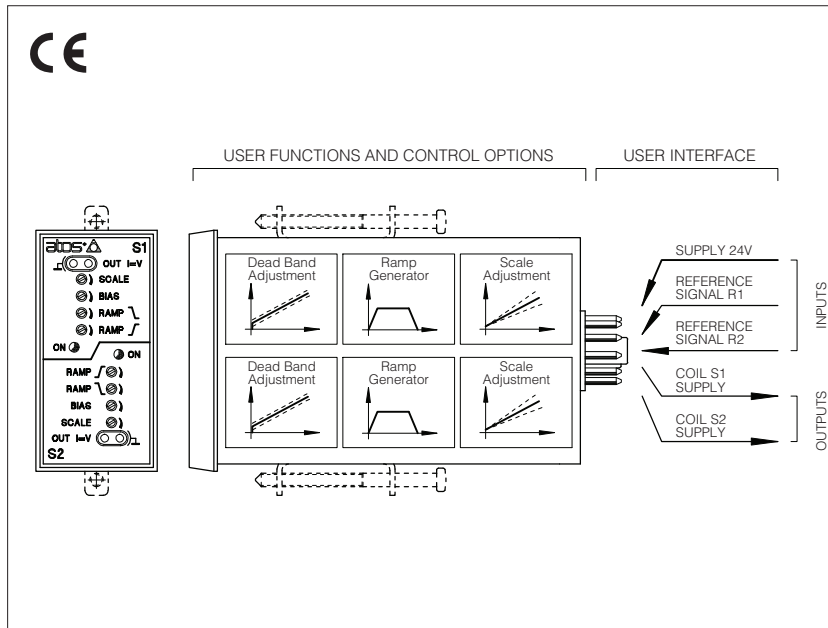 CE
USER FUNCTIONS AND CONTROL OPTIONS
USER INTERFACE
atos
S1
OUT I=V
SCALE
BIAS
RAMP
RAMP
ON
ON
RAMP
RAMP
BIAS
SCALE
OUT I=V
S2
Dead Band
Adjustment
Ramp
Generator
Scale
Adjustment
Dead Band
Adjustment
Ramp
Generator
Scale
Adjustment
SUPPLY 24V
REFERENCE
SIGNAL R1
REFERENCE
SIGNAL R2
INPUTS
COIL S1
SUPPLY
COIL S2
SUPPLY
OUTPUTS